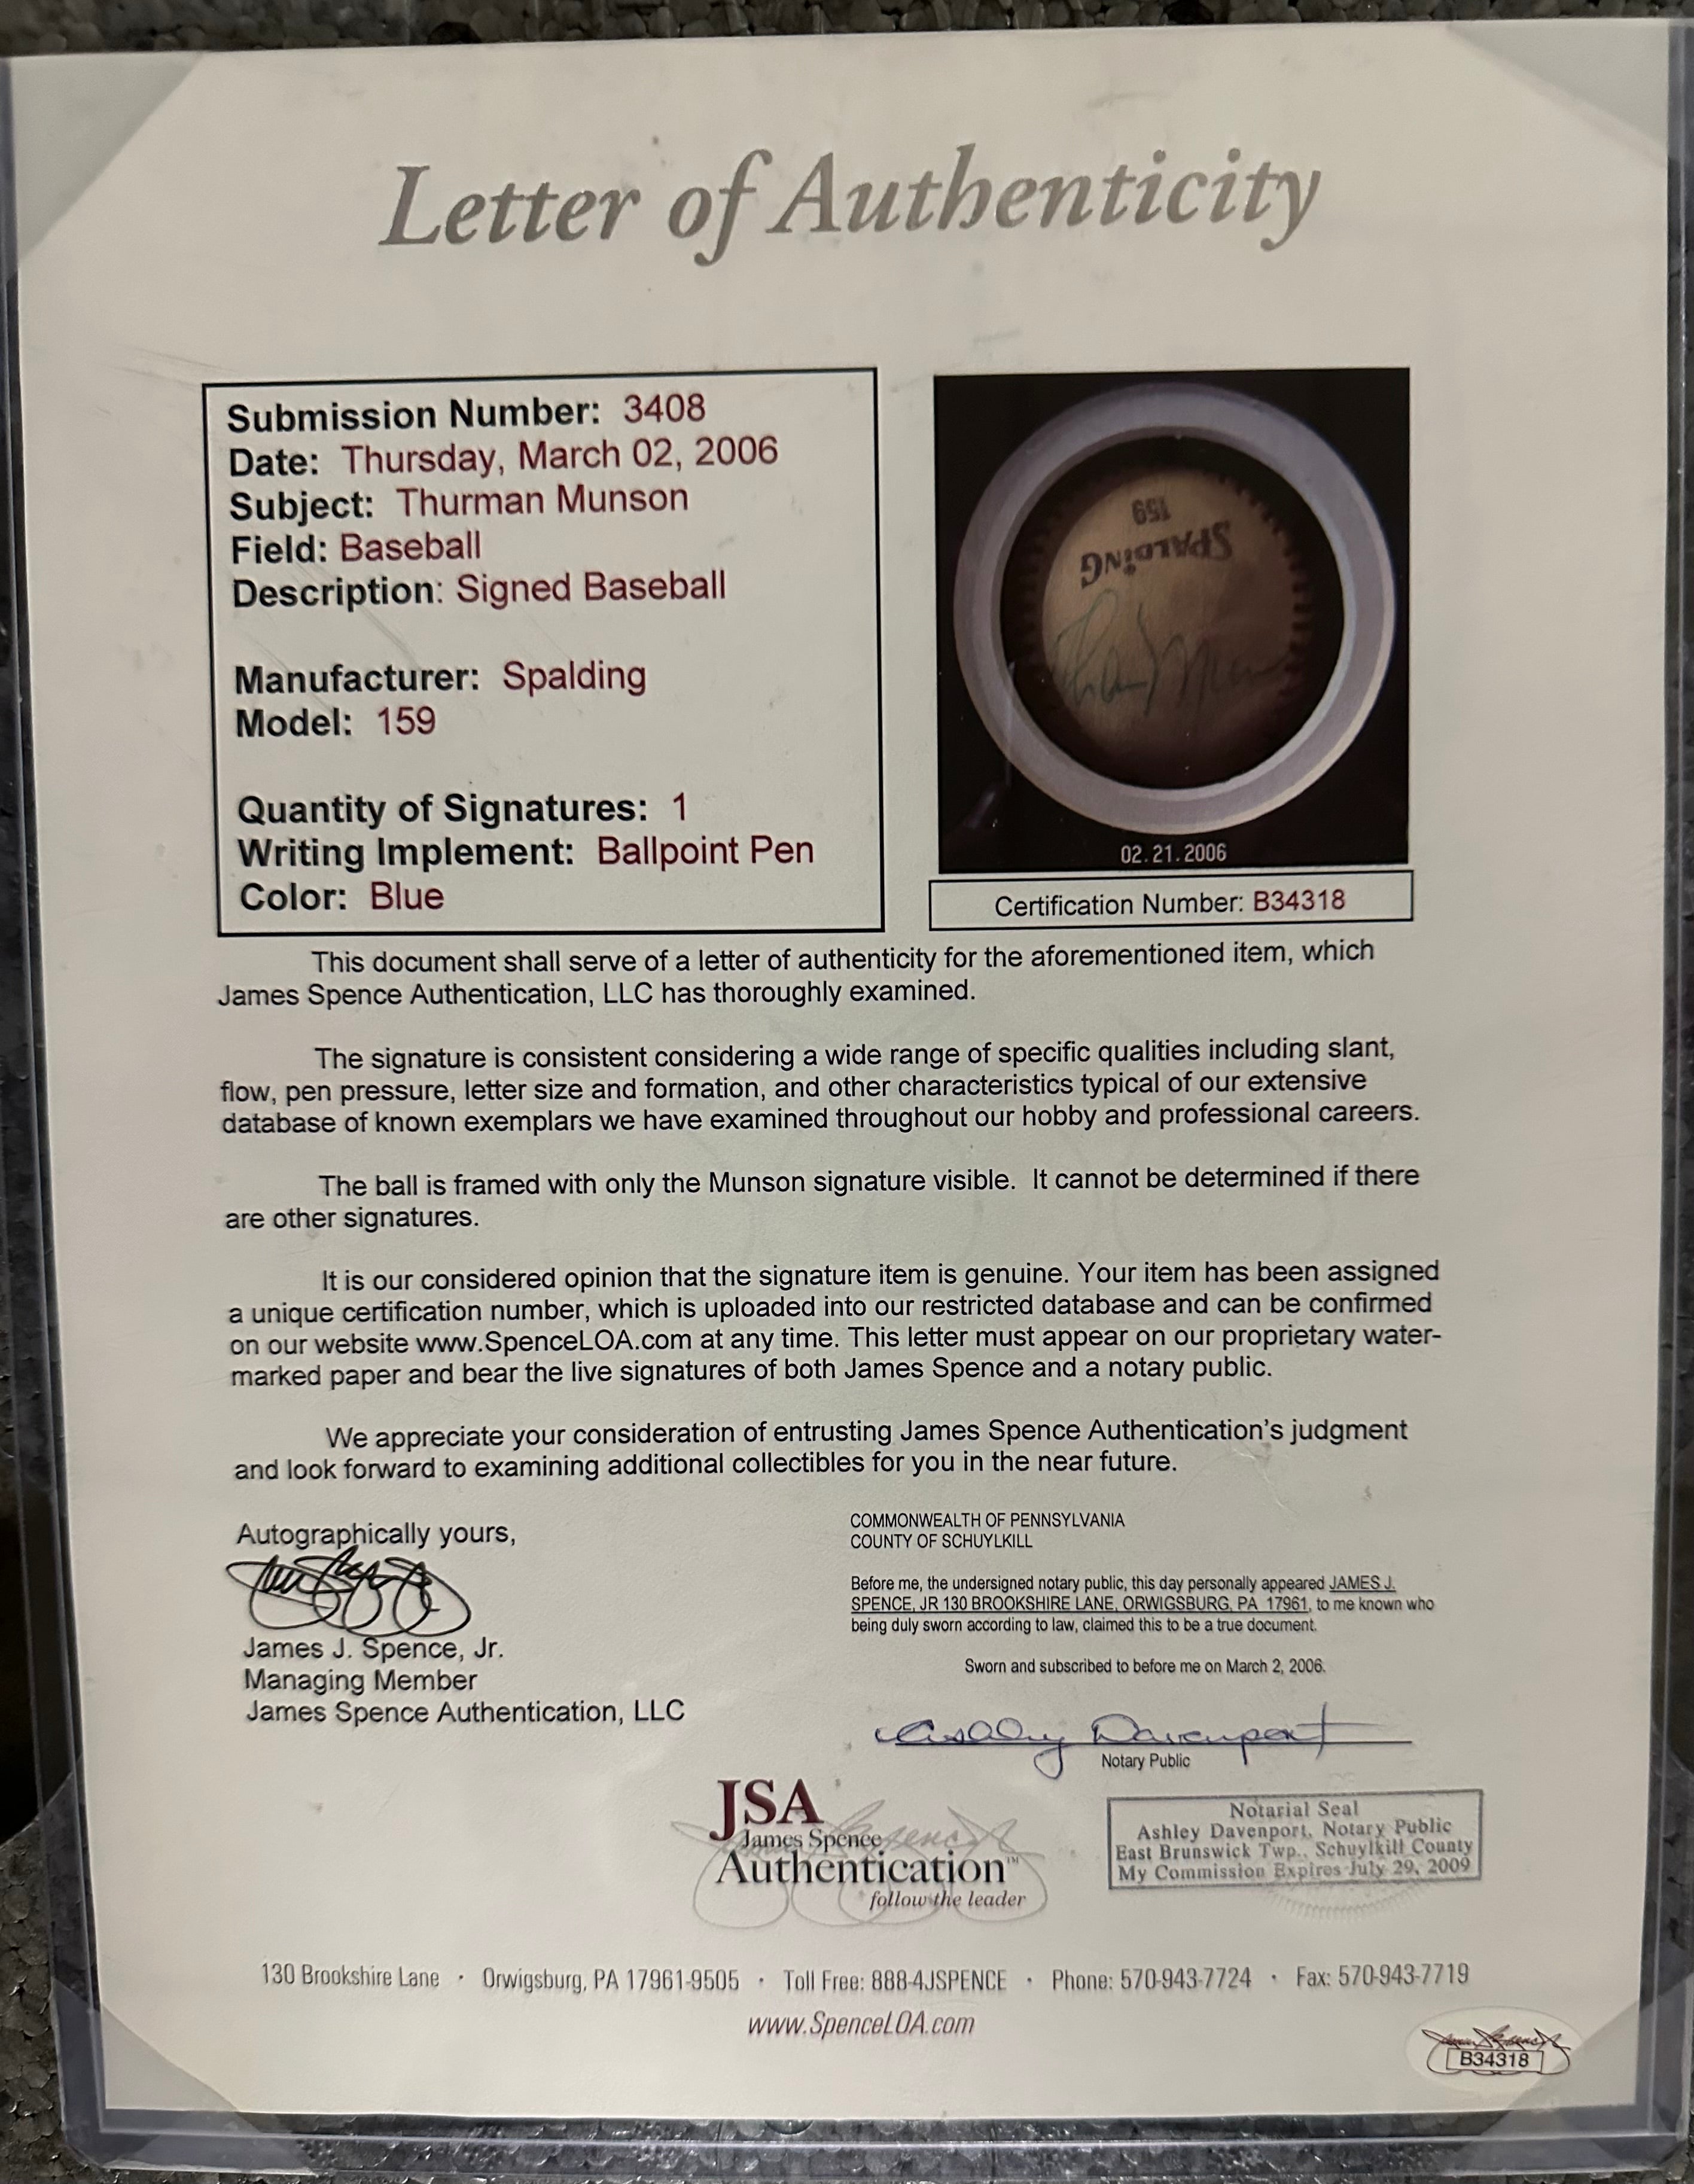 Letter of Authenticity
Submission Number: 3408
Date: Thursday, March 02, 2006
Subject: Thurman Munson
Field: Baseball
Description: Signed Baseball
Manufacturer: Spalding
Model: 159
Quantity of Signatures: 1
Writing Implement: Ballpoint Pen
Color: Blue
159
SPALDING
02.21.2006
Certification Number: B34318
This document shall serve of a letter of authenticity for the aforementioned item, which
James Spence Authentication, LLC has thoroughly examined.
The signature is consistent considering a wide range of specific qualities including slant,
flow, pen pressure, letter size and formation, and other characteristics typical of our extensive
database of known exemplars we have examined throughout our hobby and professional careers.
The ball is framed with only the Munson signature visible. It cannot be determined if there
are other signatures.
It is our considered opinion that the signature item is genuine. Your item has been assigned
a unique certification number, which is uploaded into our restricted database and can be confirmed
on our website www.SpenceLOA.com at any time. This letter must appear on our proprietary water-
marked paper and bear the live signatures of both James Spence and a notary public.
We appreciate your consideration of entrusting James Spence Authentication's judgment
and look forward to examining additional collectibles for you in the near future.
Autographically yours,
James J. Spence, Jr.
Managing Member
James Spence Authentication, LLC
COMMONWEALTH OF PENNSYLVANIA
COUNTY OF SCHUYLKILL
Before me, the undersigned notary public, this day personally appeared JAMES J.
SPENCE, JR 130 BROOKSHIRE LANE, ORWIGSBURG, PA 17961, to me known who
being duly sworn according to law, claimed this to be a true document.
Sworn and subscribed to before me on March 2, 2006.
Ashley Davenport
Notary Public
JSA
James Spence
Authentication™
follow the leader
Notarial Seal
Ashley Davenport, Notary Public
East Brunswick Twp., Schuylkill County
My Commission Expires July 29, 2009
130 Brookshire Lane · Orwigsburg, PA 17961-9505 · Toll Free: 888-4JSPENCE · Phone: 570-943-7724 · Fax: 570-943-7719
www.SpenceLOA.com
B34318